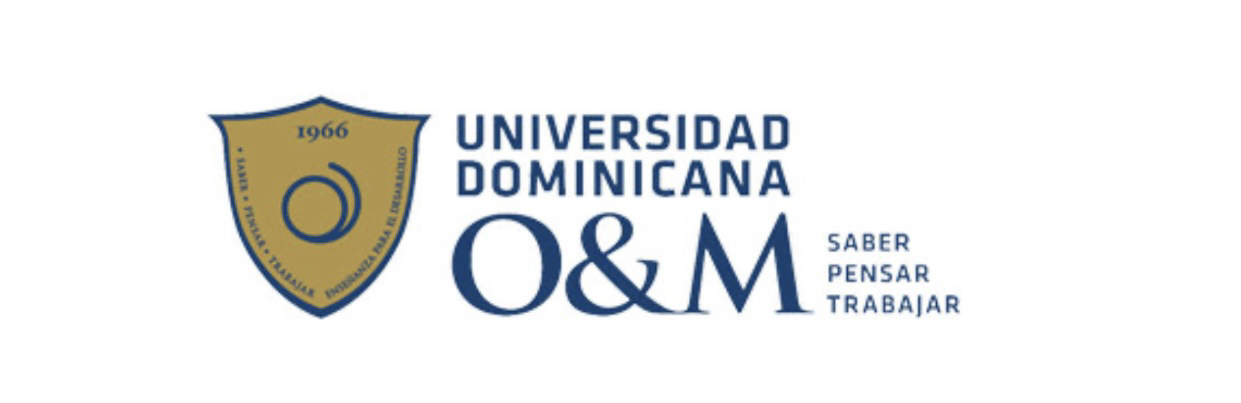 1966
• SABER • PENSAR • TRABAJAR
ENSEÑANZA PARA EL DESARROLLO
UNIVERSIDAD
DOMINICANA
O&M
SABER
PENSAR
TRABAJAR